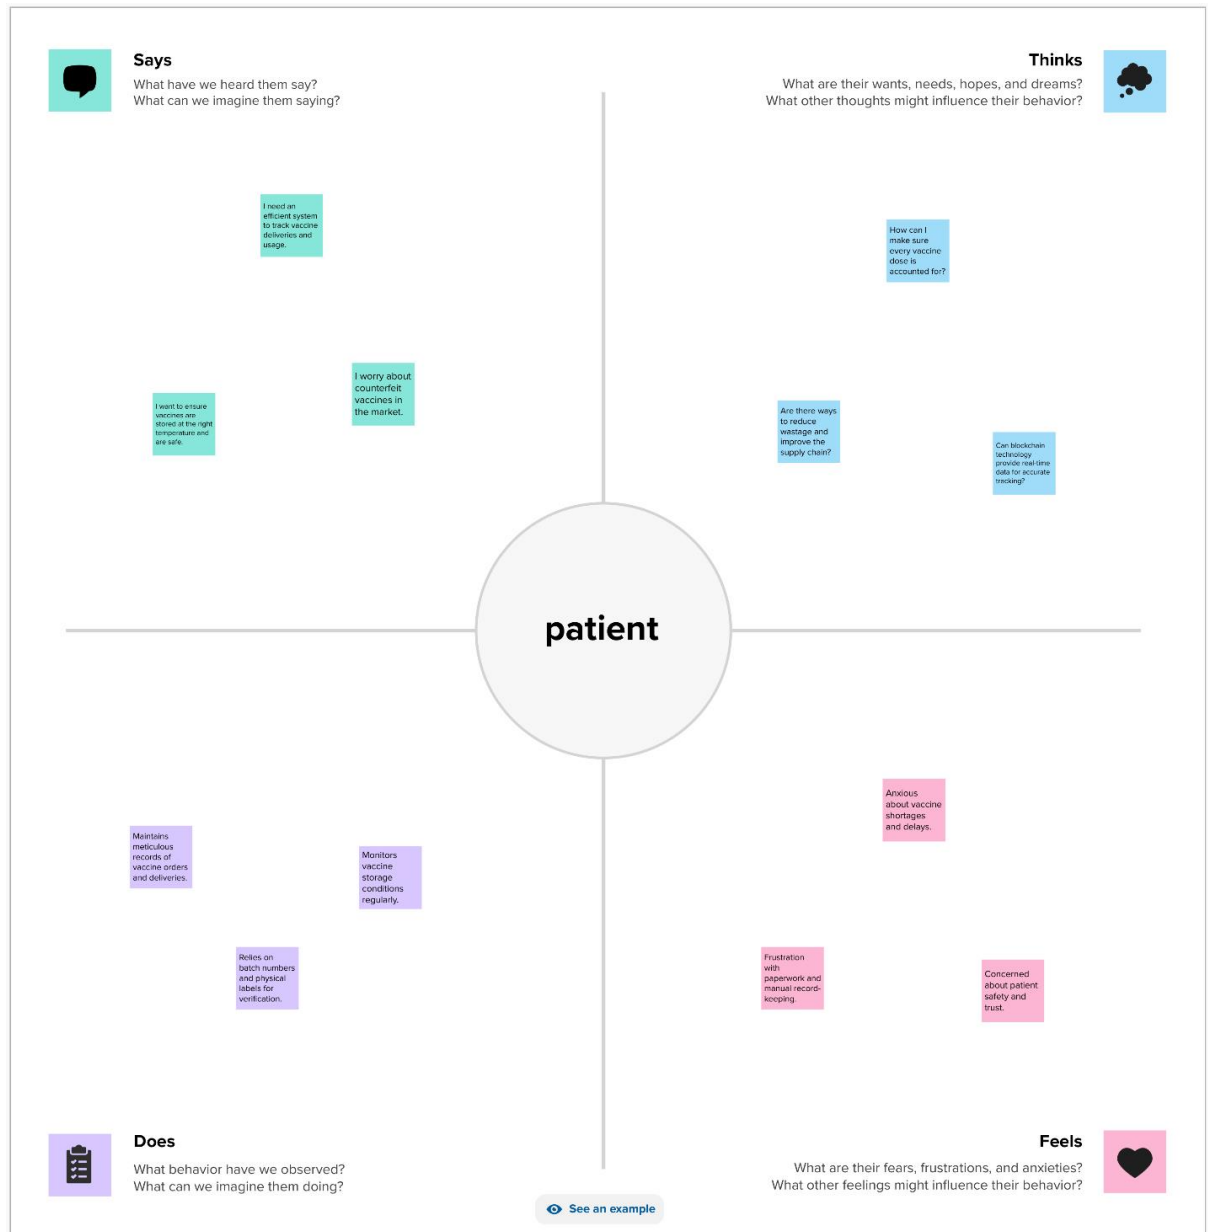 Says
What have we heard them say?
What can we imagine them saying?
Thinks
What are their wants, needs, hopes, and dreams?
What other thoughts might influence their behavior?
I need an
efficient system
to track vaccine
deliveries and
usage.
I worry about
counterfeit
vaccines in
the market.
I want to ensure
vaccines are
stored at the right
temperature and
are safe.
How can I
make sure
every vaccine
dose is
accounted for?
Are there ways
to reduce
wastage and
improve the
supply chain?
Can blockchain
technology
provide real-time
data for accurate
tracking?
patient
Maintains
meticulous
records of
vaccine orders
and deliveries.
Monitors
vaccine
storage
conditions
regularly.
Relies on
batch numbers
and physical
labels for
verification.
Anxious
about vaccine
shortages
and delays.
Frustration
with
paperwork and
manual record-
keeping.
Concerned
about patient
safety and
trust.
Does
What behavior have we observed?
What can we imagine them doing?
Feels
What are their fears, frustrations, and anxieties?
What other feelings might influence their behavior?
See an example